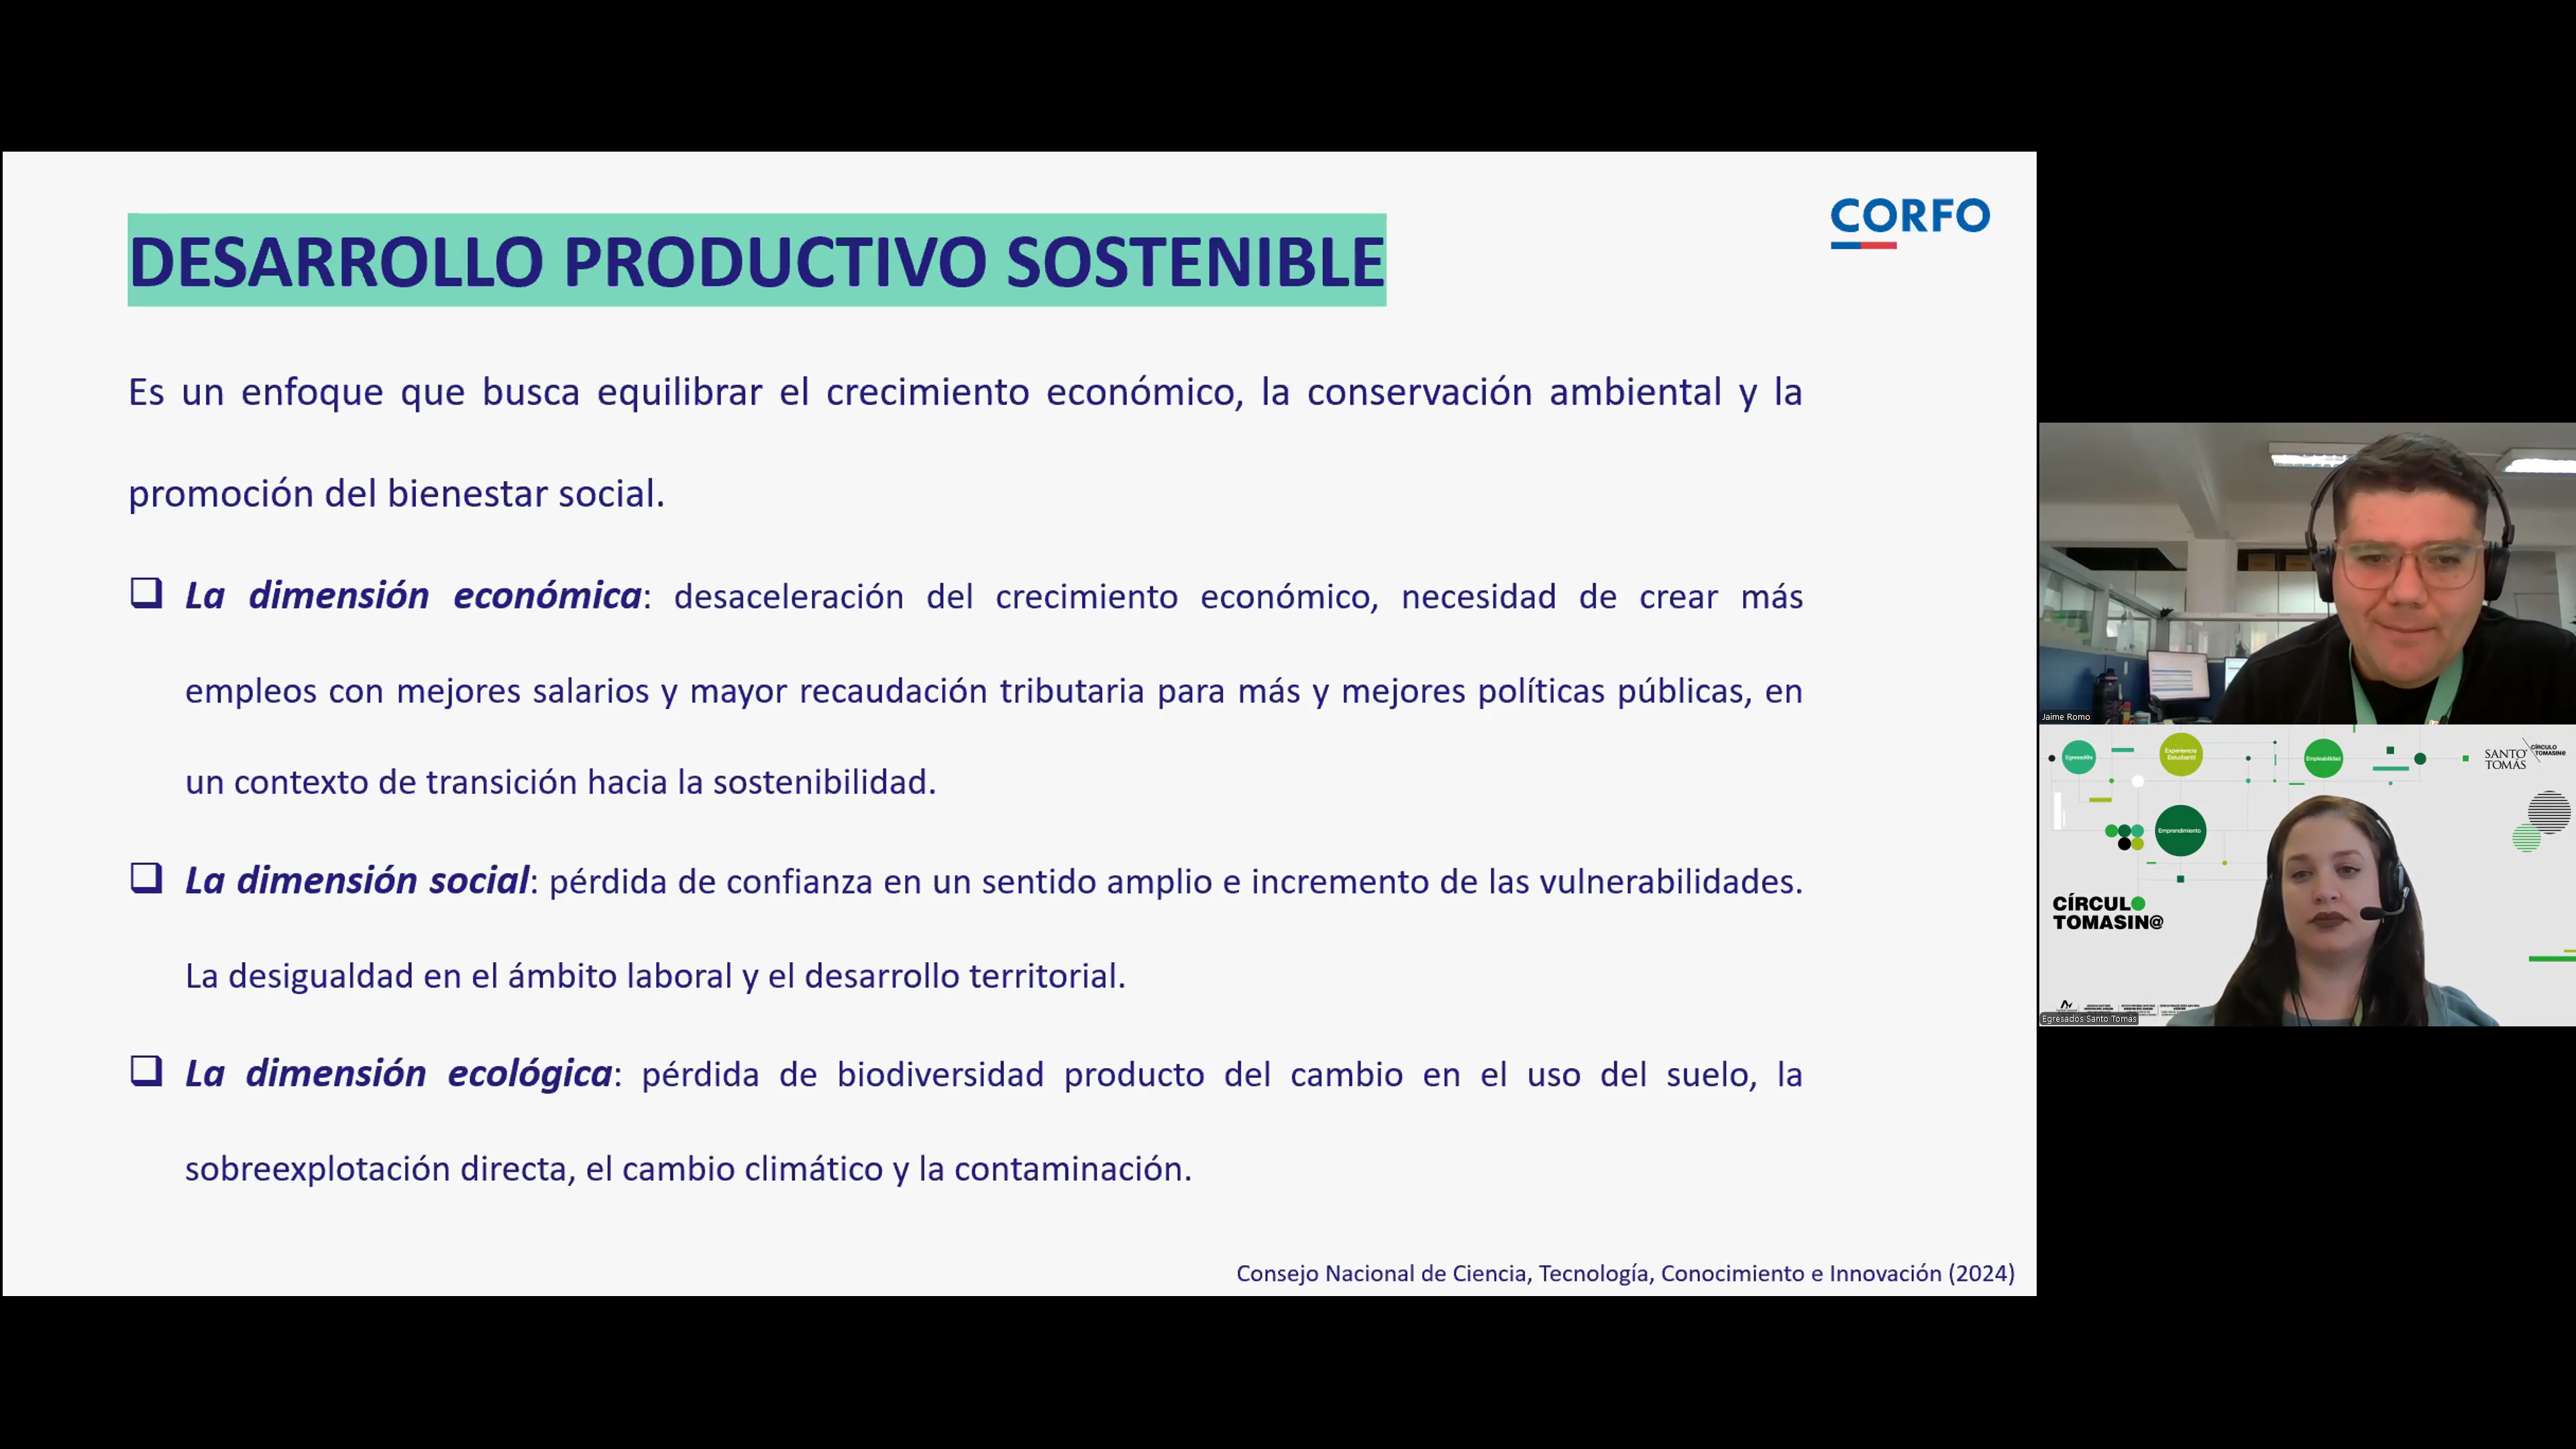 CORFO
DESARROLLO PRODUCTIVO SOSTENIBLE
Es un enfoque que busca equilibrar el crecimiento económico, la conservación ambiental y la
promoción del bienestar social.
La dimensión económica: desaceleración del crecimiento económico, necesidad de crear más
empleos con mejores salarios y mayor recaudación tributaria para más y mejores políticas públicas, en
un contexto de transición hacia la sostenibilidad.
La dimensión social: pérdida de confianza en un sentido amplio e incremento de las vulnerabilidades.
La desigualdad en el ámbito laboral y el desarrollo territorial.
La dimensión ecológica: pérdida de biodiversidad producto del cambio en el uso del suelo, la
sobreexplotación directa, el cambio climático y la contaminación.
Consejo Nacional de Ciencia, Tecnología, Conocimiento e Innovación (2024)
Jaime Romo
Experiencia
Estudiantil
Empleabilidad
SANTO
TOMÁS
CÍRCULO
TOMASIN@
Emprendimiento
CÍRCULO
TOMASIN@
Egresados Santo Tomás